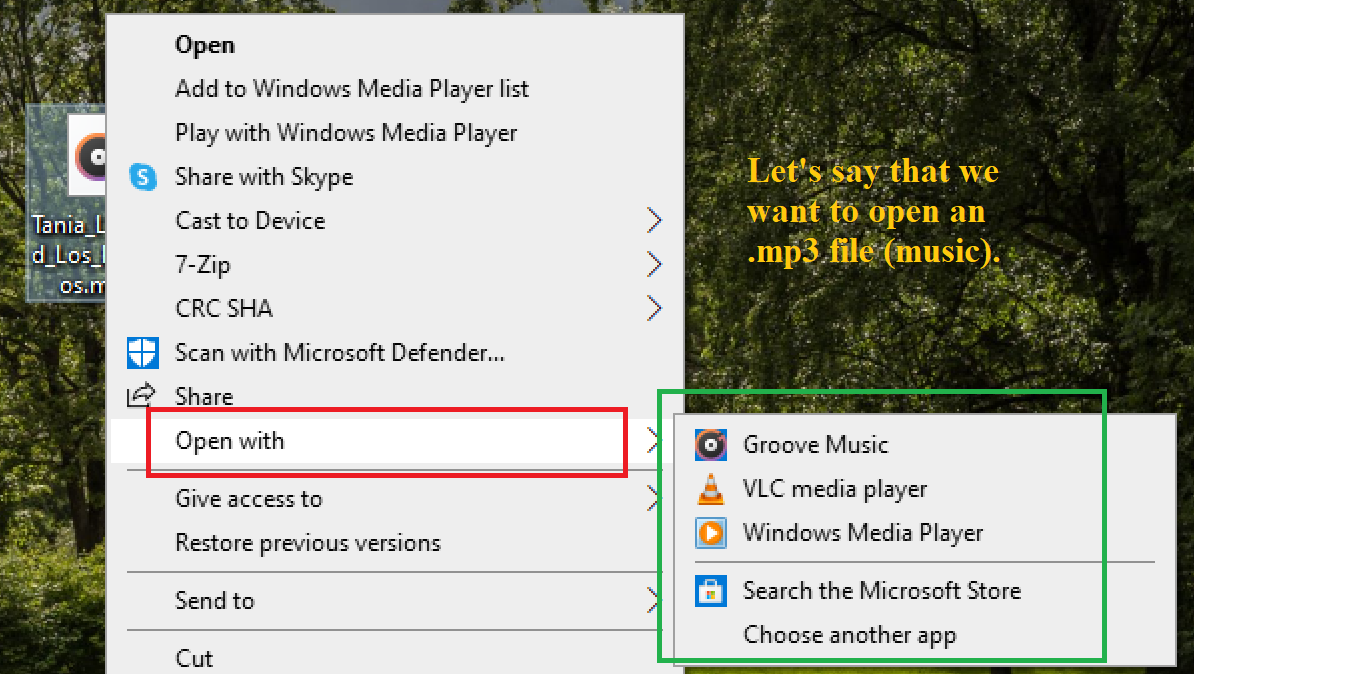 Open
Add to Windows Media Player list
Play with Windows Media Player
Share with Skype
Cast to Device
7-Zip
CRC SHA
Scan with Microsoft Defender...
Share
Open with
Give access to
Restore previous versions
Send to
Cut
Tania_L
d_Los_
os.m
Let's say that we
want to open an
.mp3 file (music).
Groove Music
VLC media player
Windows Media Player
Search the Microsoft Store
Choose another app